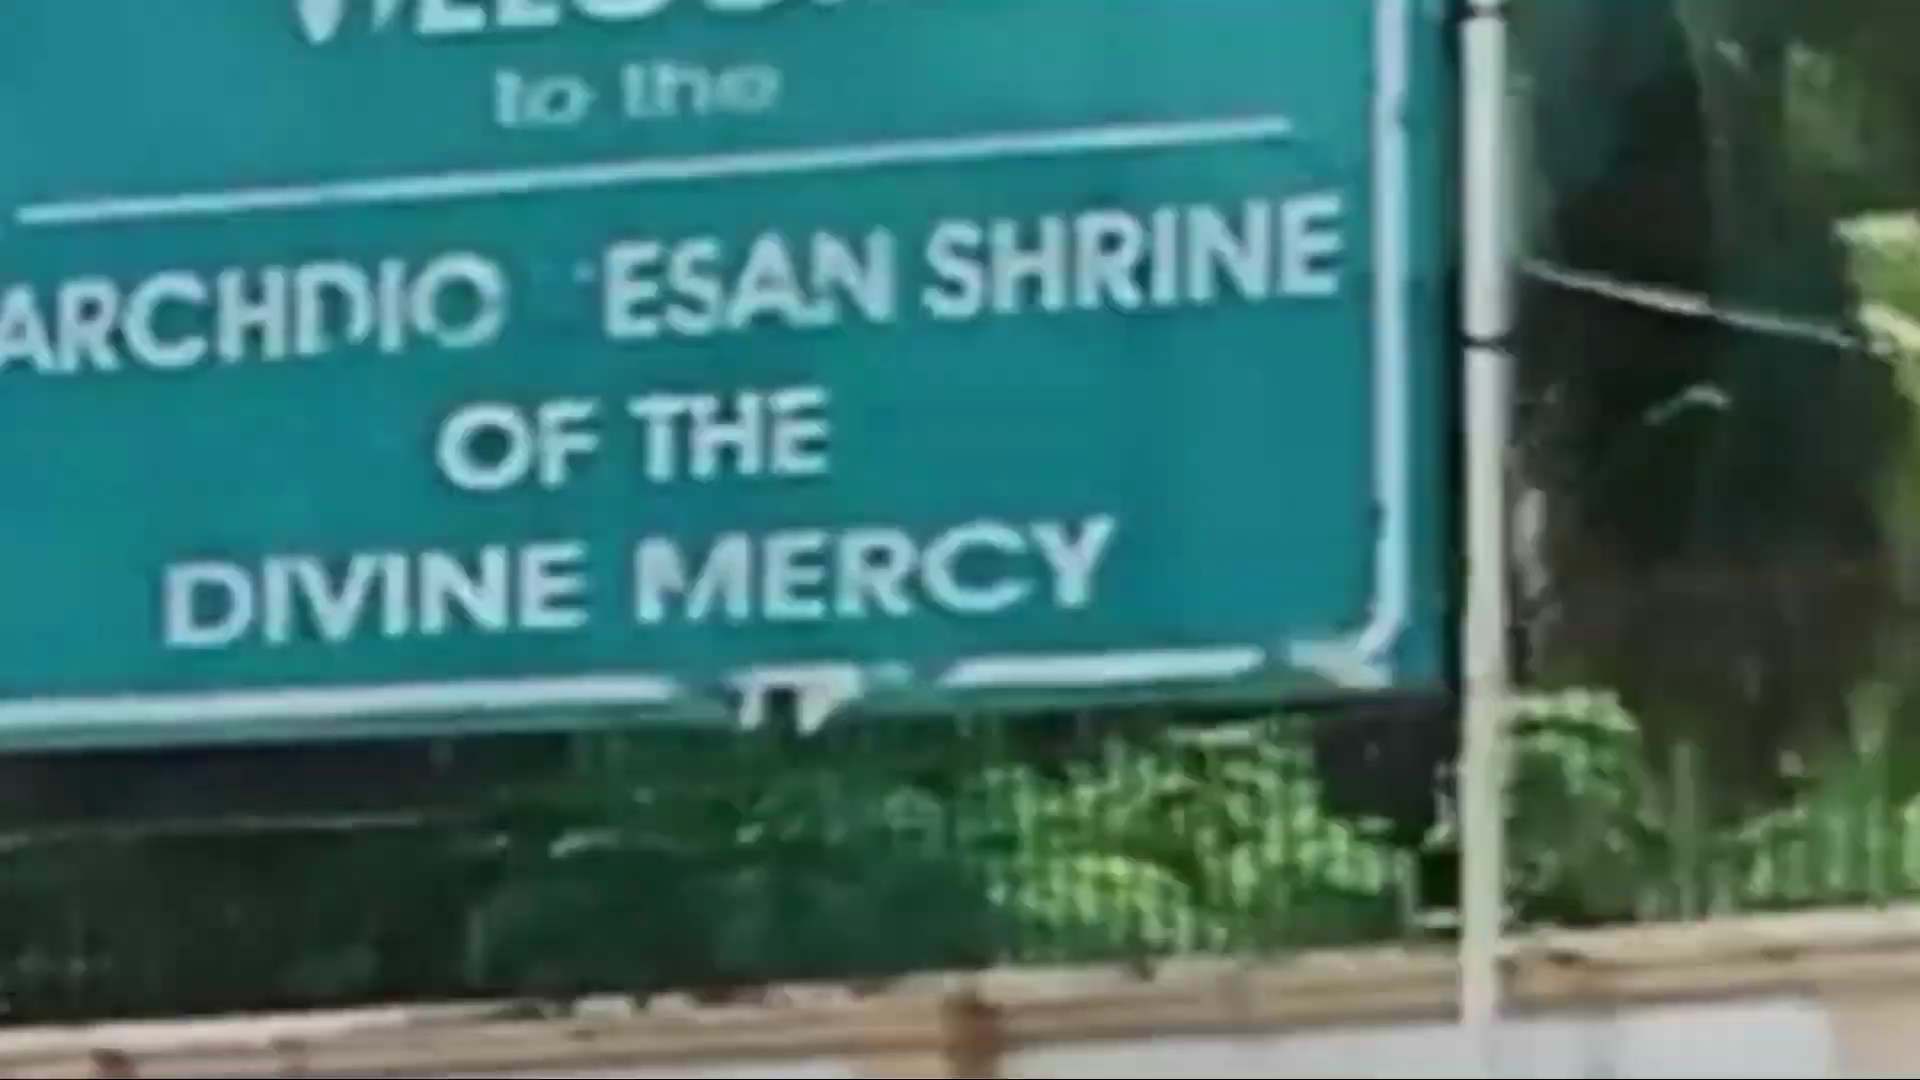 to the
ARCHDIO ESAN SHRINE
OF THE
DIVINE MERCY